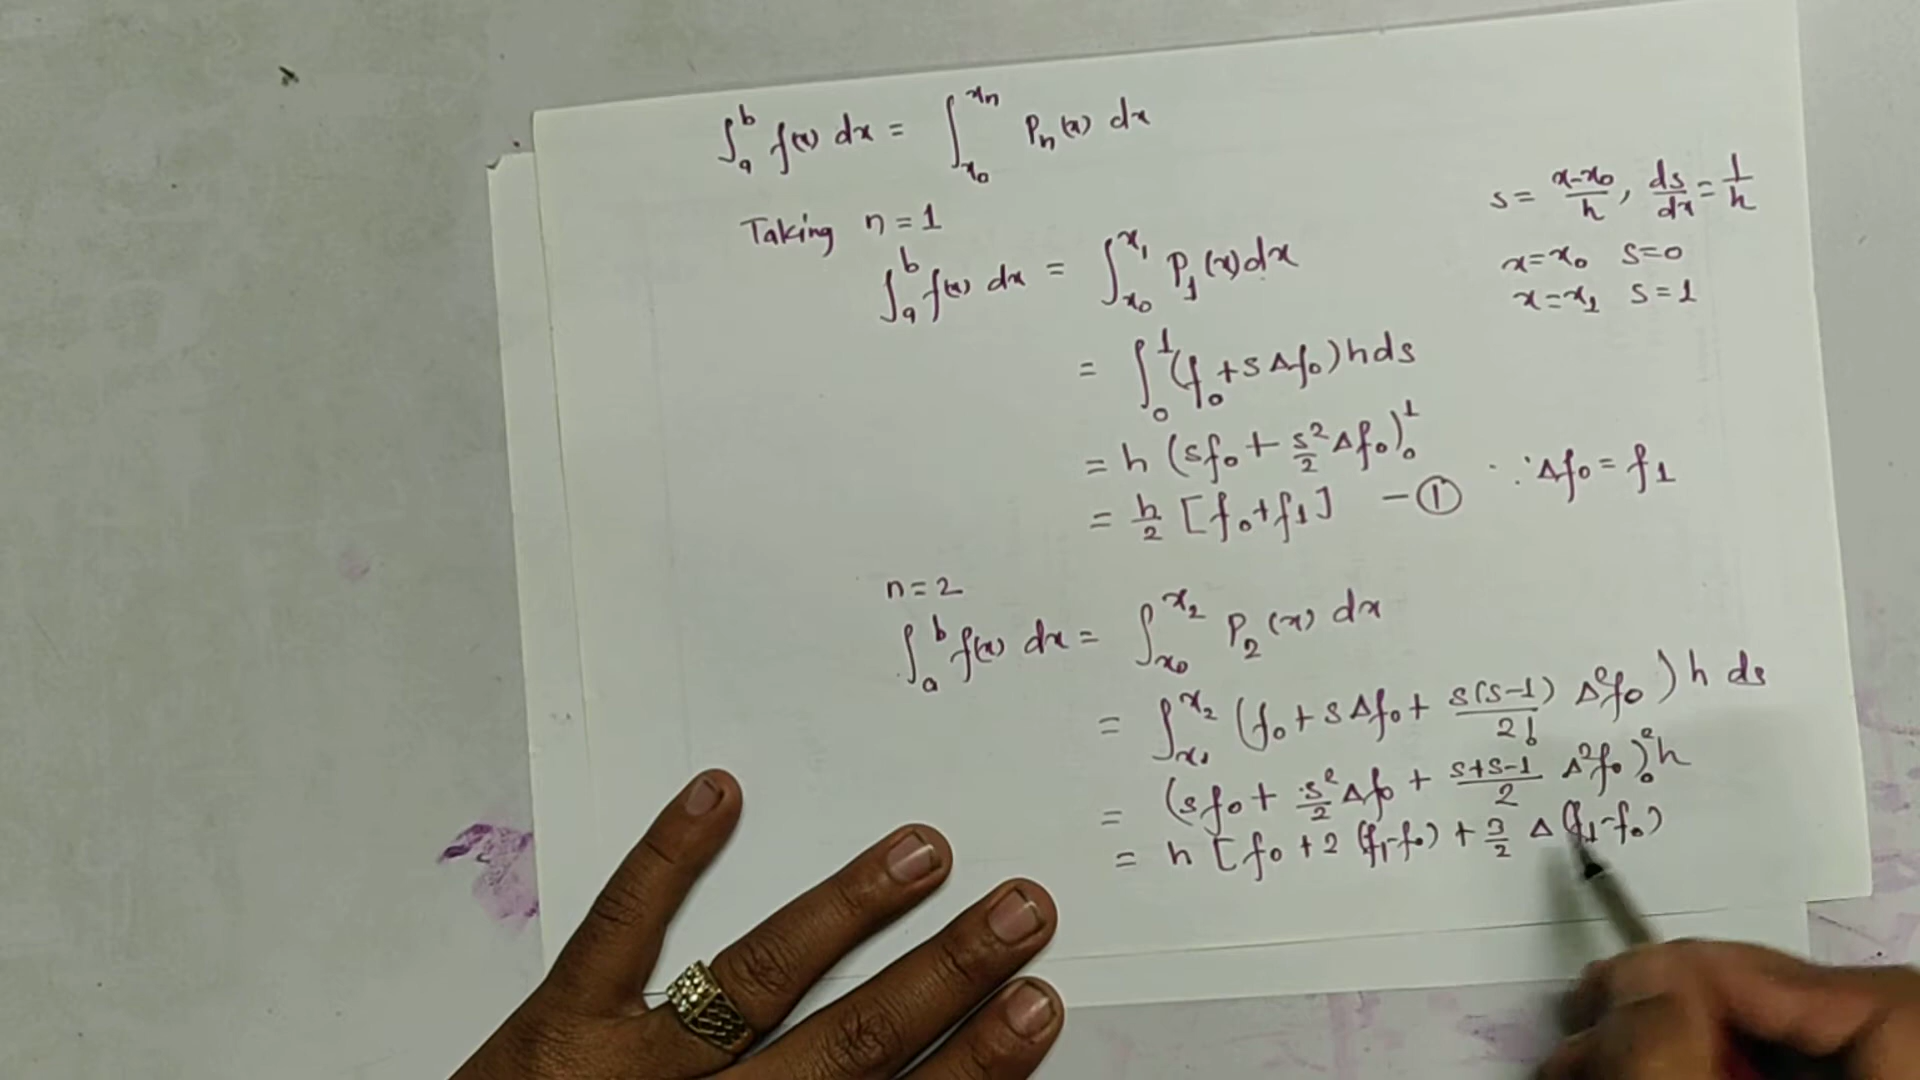 ∫_a^b f(x) dx = ∫_{x_0}^{x_n} P_n(x) dx
s = (x-x_0)/h, ds/dx = 1/h
Taking n = 1
∫_a^b f(x) dx = ∫_{x_0}^{x_1} P_1(x) dx
x=x_0 s=0
x=x_1 s=1
= ∫_0^1 (f_0 + sΔf_0) h ds
= h (sf_0 + s²/2 Δf_0)_0^1
= h/2 [f_0+f_1] - ① ∵ Δf_0 = f_1
n = 2
∫_a^b f(x) dx = ∫_{x_0}^{x_2} P_2(x) dx
= ∫^{x_2} (f_0 + sΔf_0 + s(s-1)/2! Δ²f_0) h ds
= (sf_0 + s²/2 Δf_0 + s+s-1/2 Δ²f_0)_0^2 h
= h [f_0 + 2(f_1-f_0) + 3/2 Δ(f_1-f_0)